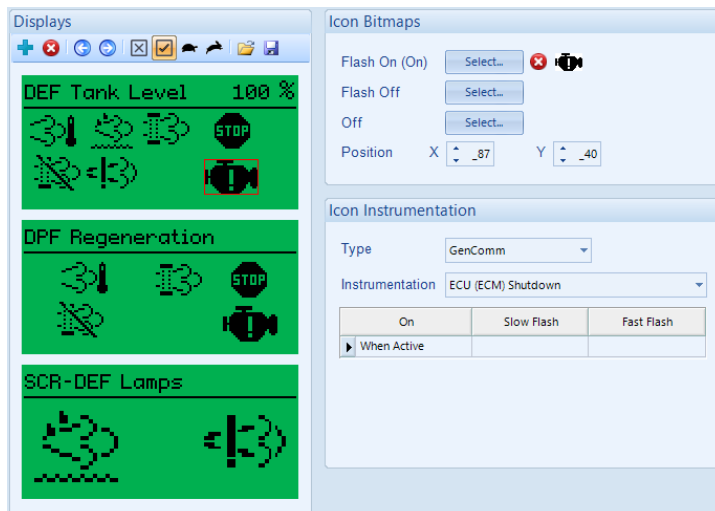 Displays
DEF Tank Level 100 %
STOP
DPF Regeneration
STOP
SCR-DEF Lamps
Icon Bitmaps
Flash On (On) Select...
Flash Off Select...
Off Select...
Position X _87 Y _40
Icon Instrumentation
Type GenComm
Instrumentation ECU (ECM) Shutdown
On Slow Flash Fast Flash
When Active